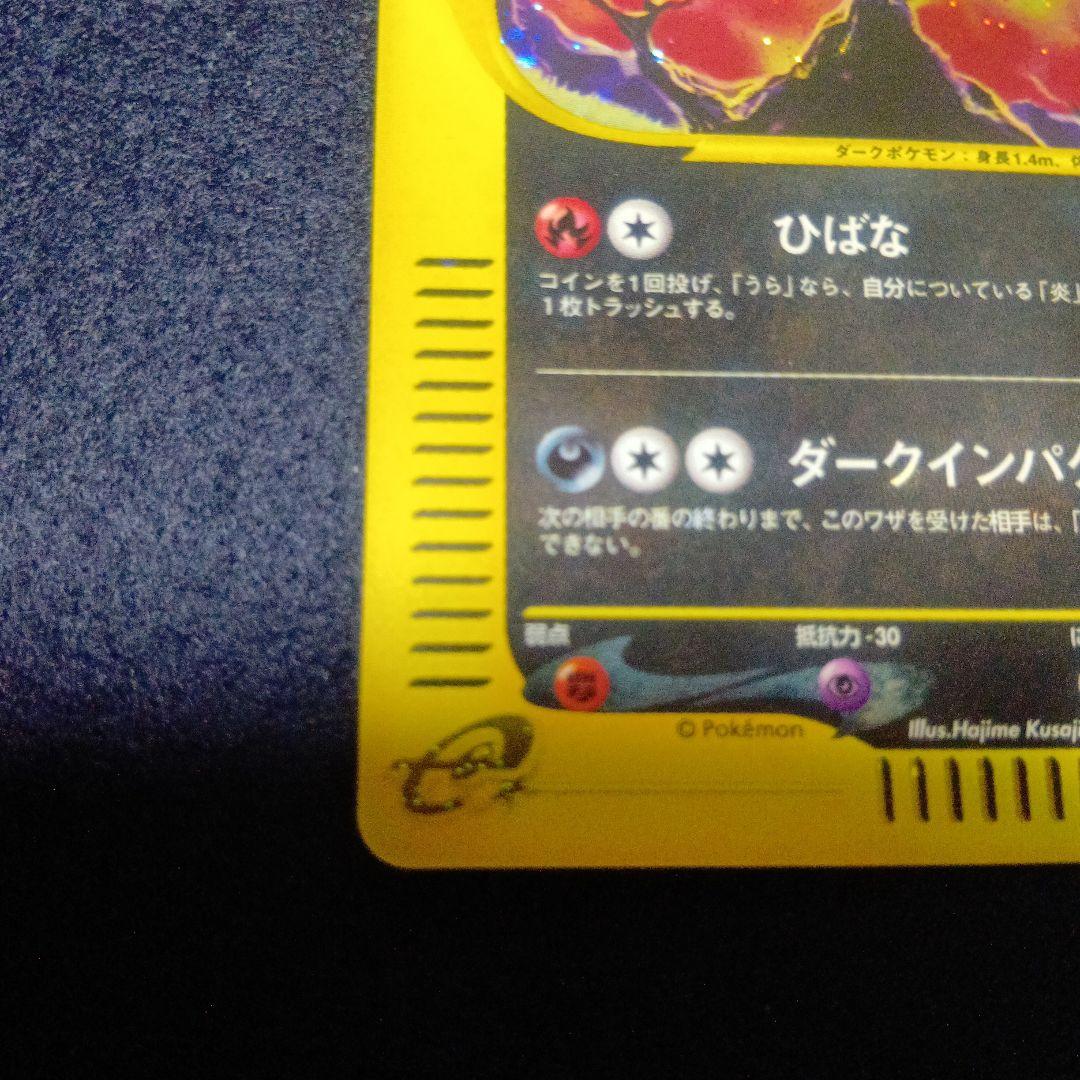 ダークポケモン：身長1.4m、体
ひばな
コインを1回投げ、「うら」なら、自分についている「炎」
1枚トラッシュする。
ダークインパク
次の相手の番の終わりまで、このワザを受けた相手は、「
できない。
弱点 抵抗力-30
© Pokémon Illus.Hajime Kusaj